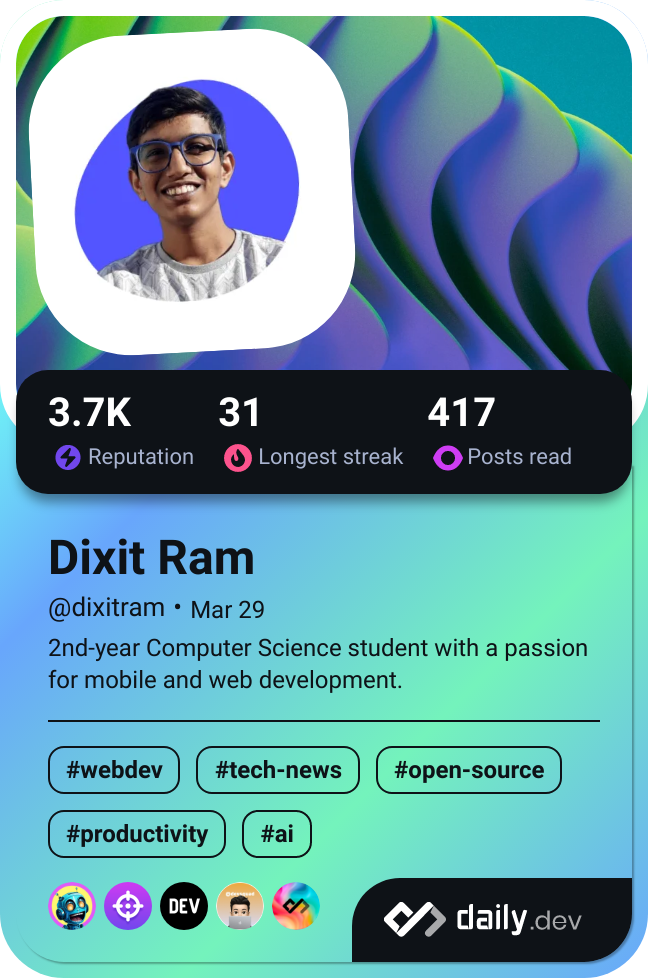 3.7K 31 417
Reputation Longest streak Posts read
Dixit Ram
@dixitram • Mar 29
2nd-year Computer Science student with a passion
for mobile and web development.
#webdev #tech-news #open-source
#productivity #ai
DEV
daily.dev